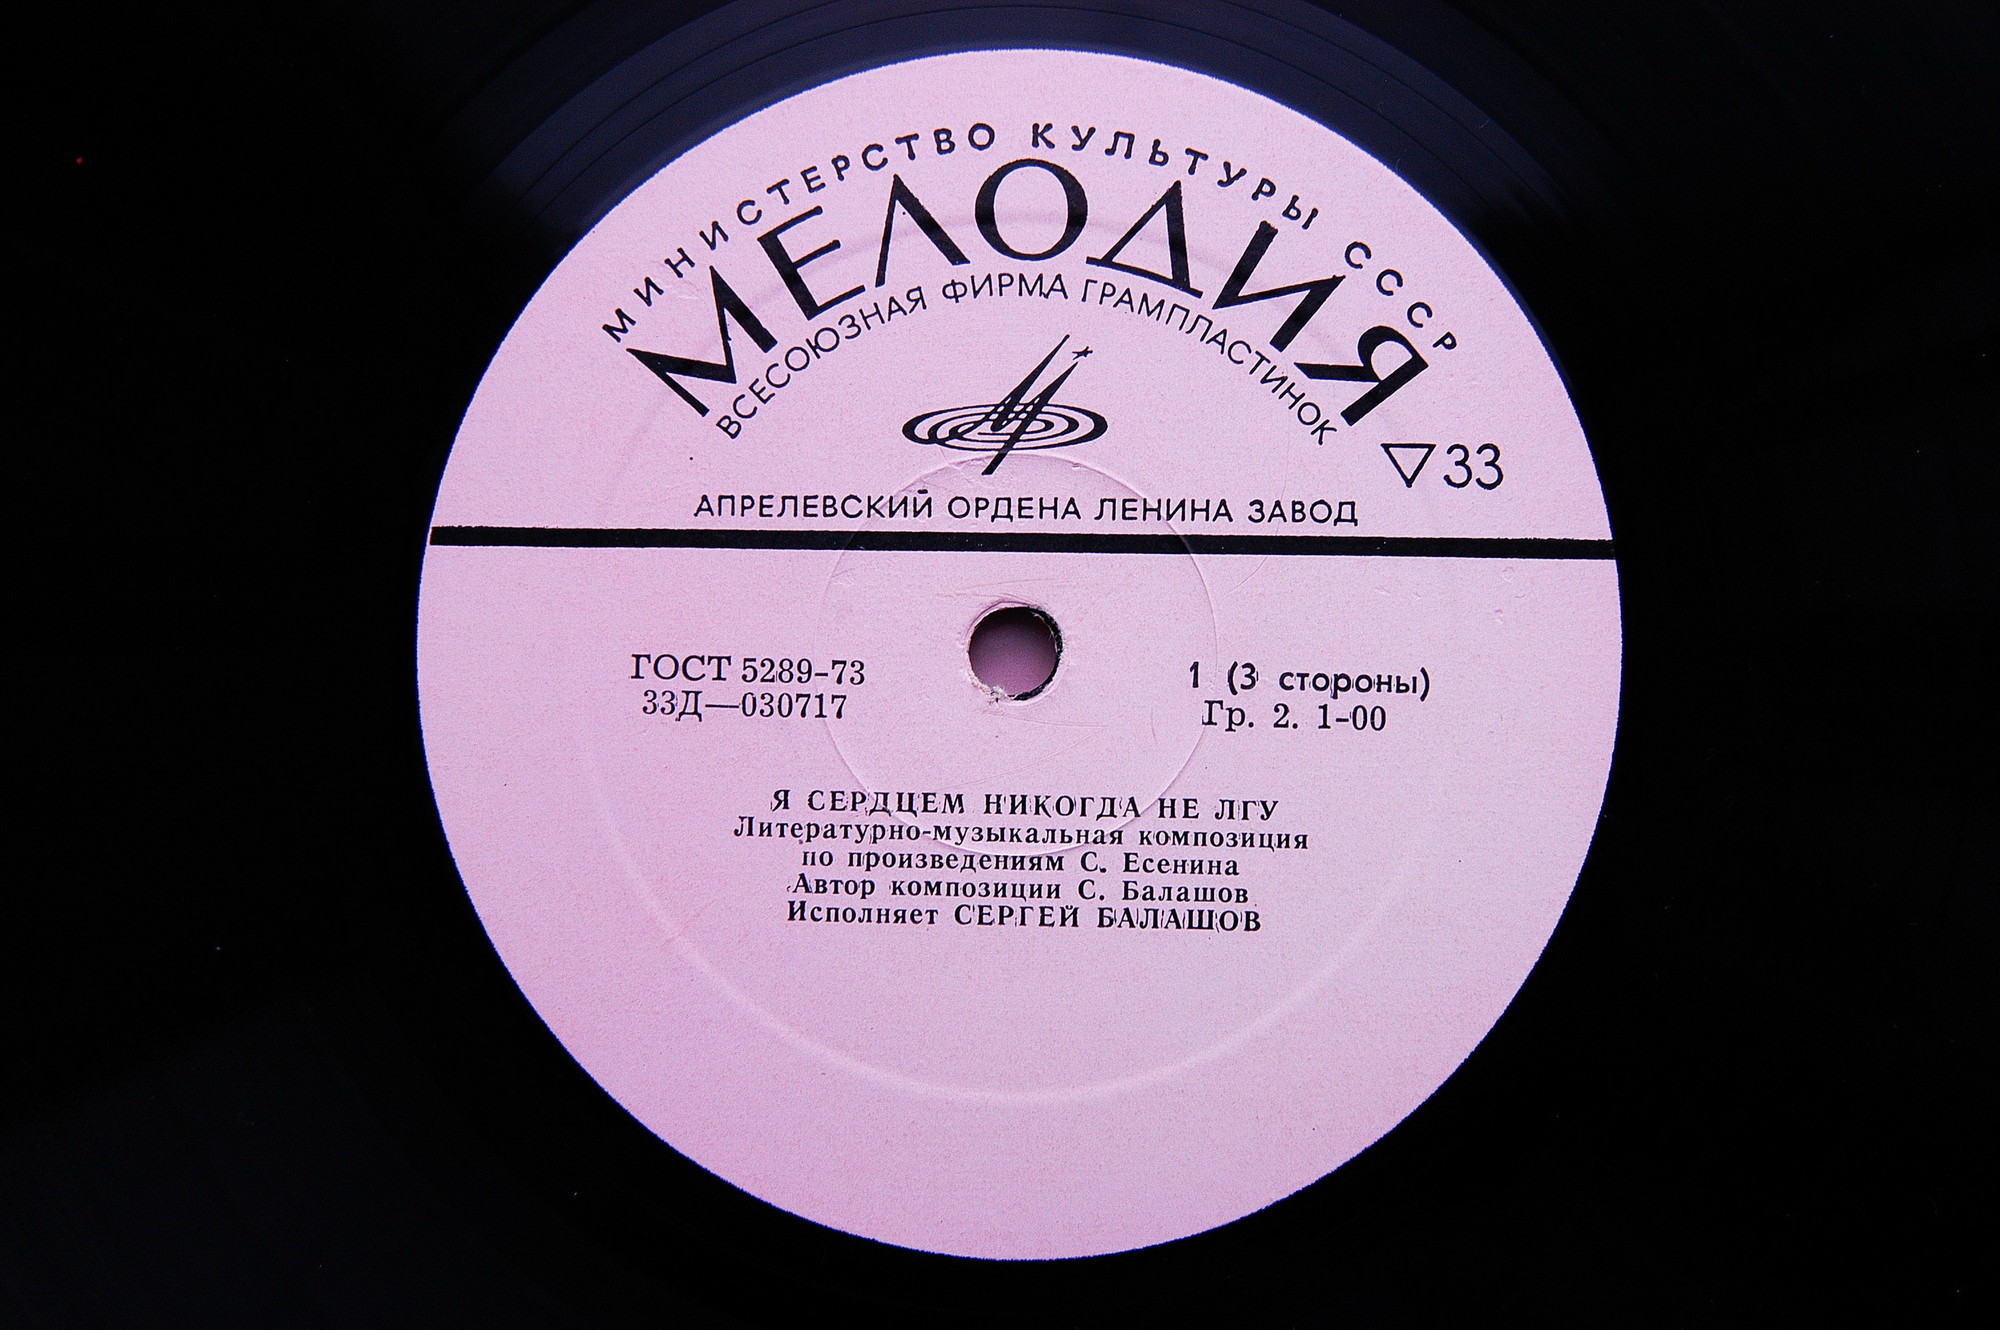 МИНИСТЕРСТВО КУЛЬТУРЫ СССР
МЕЛОДИЯ
ВСЕСОЮЗНАЯ ФИРМА ГРАМПЛАСТИНОК
▽33
АПРЕЛЕВСКИЙ ОРДЕНА ЛЕНИНА ЗАВОД
ГОСТ 5289-73
33Д—030717
1 (3 стороны)
Гр. 2. 1-00
Я СЕРДЦЕМ НИКОГДА НЕ ЛГУ
Литературно-музыкальная композиция
по произведениям С. Есенина
Автор композиции С. Балашов
Исполняет СЕРГЕЙ БАЛАШОВ